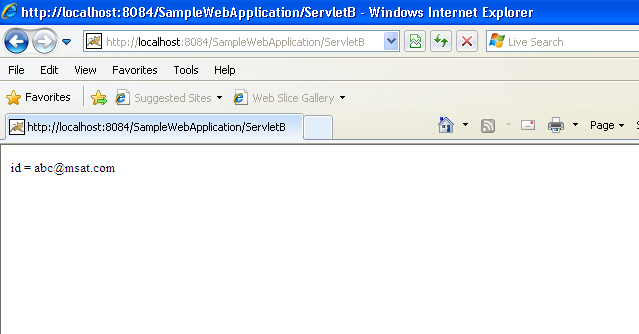 http://localhost:8084/SampleWebApplication/ServletB - Windows Internet Explorer
http://localhost:8084/SampleWebApplication/ServletB Live Search
File Edit View Favorites Tools Help
Favorites Suggested Sites Web Slice Gallery
http://localhost:8084/SampleWebApplication/ServletB Page
id = abc@msat.com